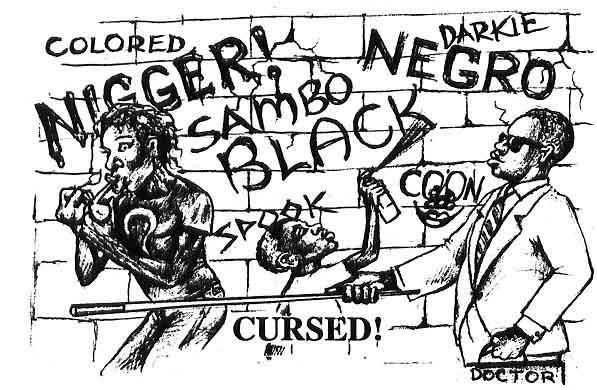 COLORED
DARKIE
NIGGER!
NEGRO
SAMBO
BLACK
COON
SPOOK
CURSED!
DOCTOR